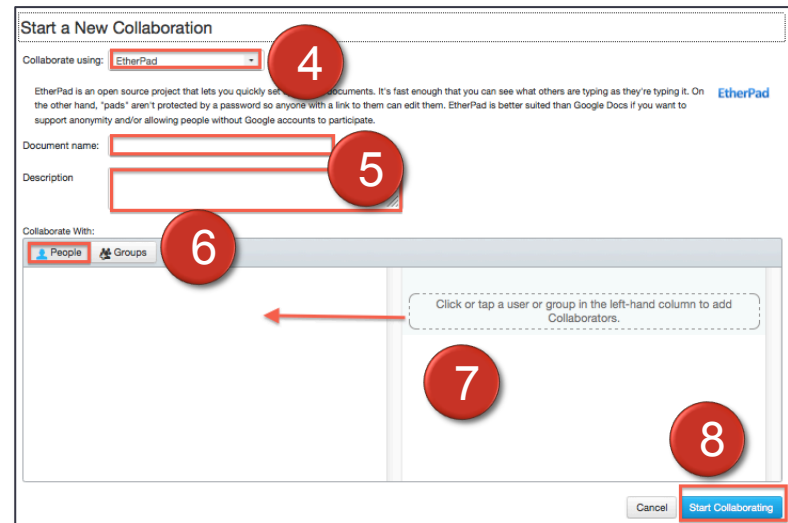 Start a New Collaboration
Collaborate using: EtherPad
4
EtherPad is an open source project that lets you quickly set documents. It's fast enough that you can see what others are typing as they're typing it. On
the other hand, "pads" aren't protected by a password so anyone with a link to them can edit them. EtherPad is better suited than Google Docs if you want to
support anonymity and/or allowing people without Google accounts to participate.
EtherPad
Document name:
5
Description
Collaborate With:
6
People
Groups
Click or tap a user or group in the left-hand column to add
Collaborators.
7
8
Cancel
Start Collaborating